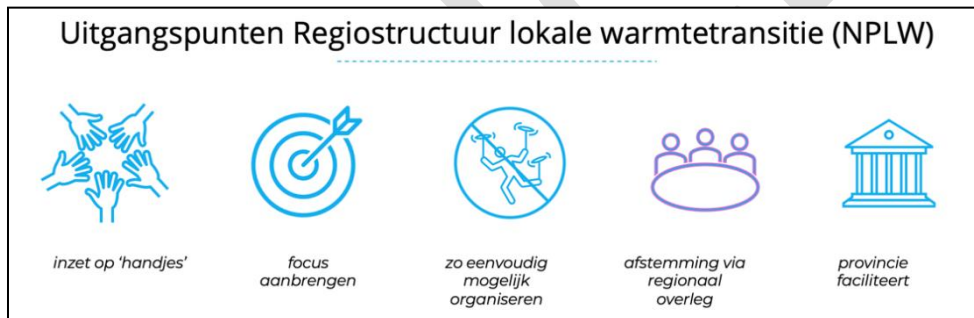 Uitgangspunten Regiostructuur lokale warmtetransitie (NPLW)
inzet op 'handjes'
focus
aanbrengen
zo eenvoudig
mogelijk
organiseren
afstemming via
regionaal
overleg
provincie
faciliteert